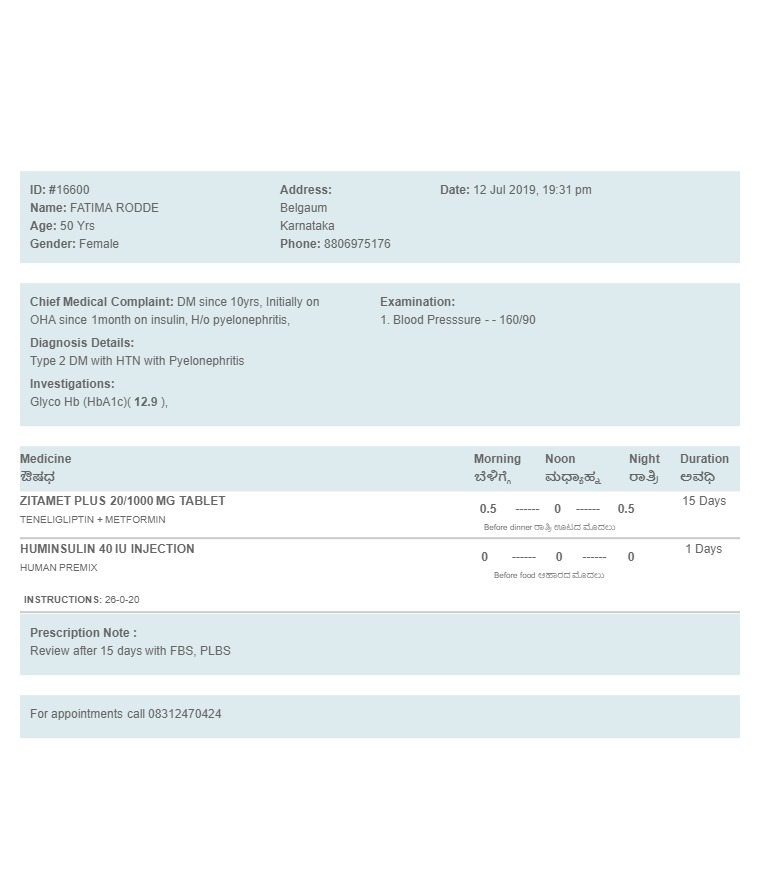 ID: #16600
Name: FATIMA RODDE
Age: 50 Yrs
Gender: Female
Address:
Belgaum
Karnataka
Phone: 8806975176
Date: 12 Jul 2019, 19:31 pm
Chief Medical Complaint: DM since 10yrs, Initially on
OHA since 1month on insulin, H/o pyelonephritis,
Diagnosis Details:
Type 2 DM with HTN with Pyelonephritis
Investigations:
Glyco Hb (HbA1c)( 12.9 ),
Examination:
1. Blood Presssure - - 160/90
Medicine Morning Noon Night Duration
ಔಷಧ ಬೆಳಿಗ್ಗೆ ಮಧ್ಯಾಹ್ನ ರಾತ್ರಿ ಅವಧಿ
ZITAMET PLUS 20/1000 MG TABLET 0.5 ------ 0 ------ 0.5 15 Days
TENELIGLIPTIN + METFORMIN
Before dinner ರಾತ್ರಿ ಊಟದ ಮೊದಲು
HUMINSULIN 40 IU INJECTION 0 ------ 0 ------ 0 1 Days
HUMAN PREMIX
Before food ಆಹಾರದ ಮೊದಲು
INSTRUCTIONS: 26-0-20
Prescription Note :
Review after 15 days with FBS, PLBS
For appointments call 08312470424